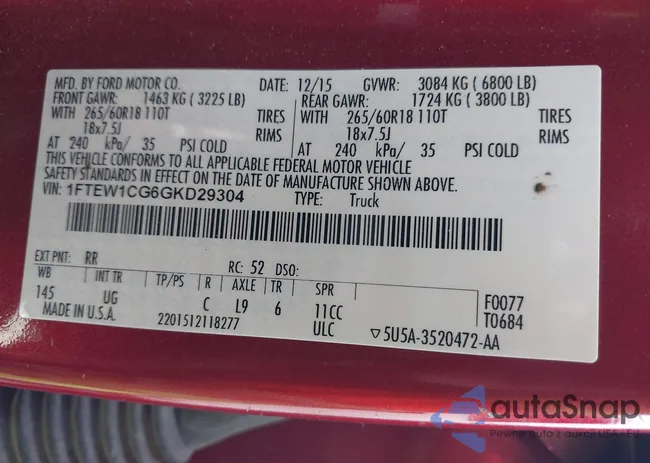 MFD. BY FORD MOTOR CO. DATE: 12/15 GVWR: 3084 KG ( 6800 LB)
FRONT GAWR: 1463 KG ( 3225 LB) REAR GAWR: 1724 KG ( 3800 LB)
WITH 265/60R18 110T TIRES WITH 265/60R18 110T TIRES
18x7.5J RIMS 18x7.5J RIMS
AT 240 kPa/ 35 PSI COLD AT 240 kPa/ 35 PSI COLD
THIS VEHICLE CONFORMS TO ALL APPLICABLE FEDERAL MOTOR VEHICLE
SAFETY STANDARDS IN EFFECT ON THE DATE OF MANUFACTURE SHOWN ABOVE.
VIN: 1FTEW1CG6GKD29304 TYPE: Truck
EXT PNT: RR RC: 52 DSO:
WB INT TR TP/PS R AXLE TR SPR
145 UG C L9 6 11CC F0077
MADE IN U.S.A. 2201512118277 ULC T0684
▽5U5A-3520472-AA
autaSnap
Pewne auta z aukcji USA - EU